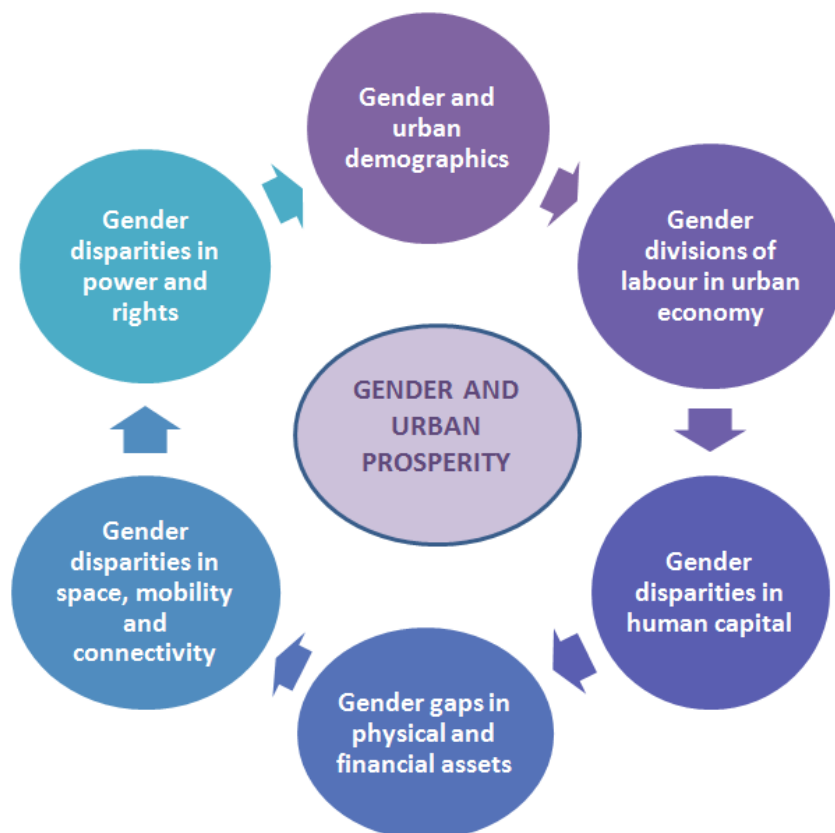 Gender and
urban
demographics
Gender
divisions of
labour in urban
economy
Gender
disparities in
human capital
Gender gaps in
physical and
financial assets
Gender
disparities in
space, mobility
and
connectivity
Gender
disparities in
power and
rights
GENDER AND
URBAN
PROSPERITY